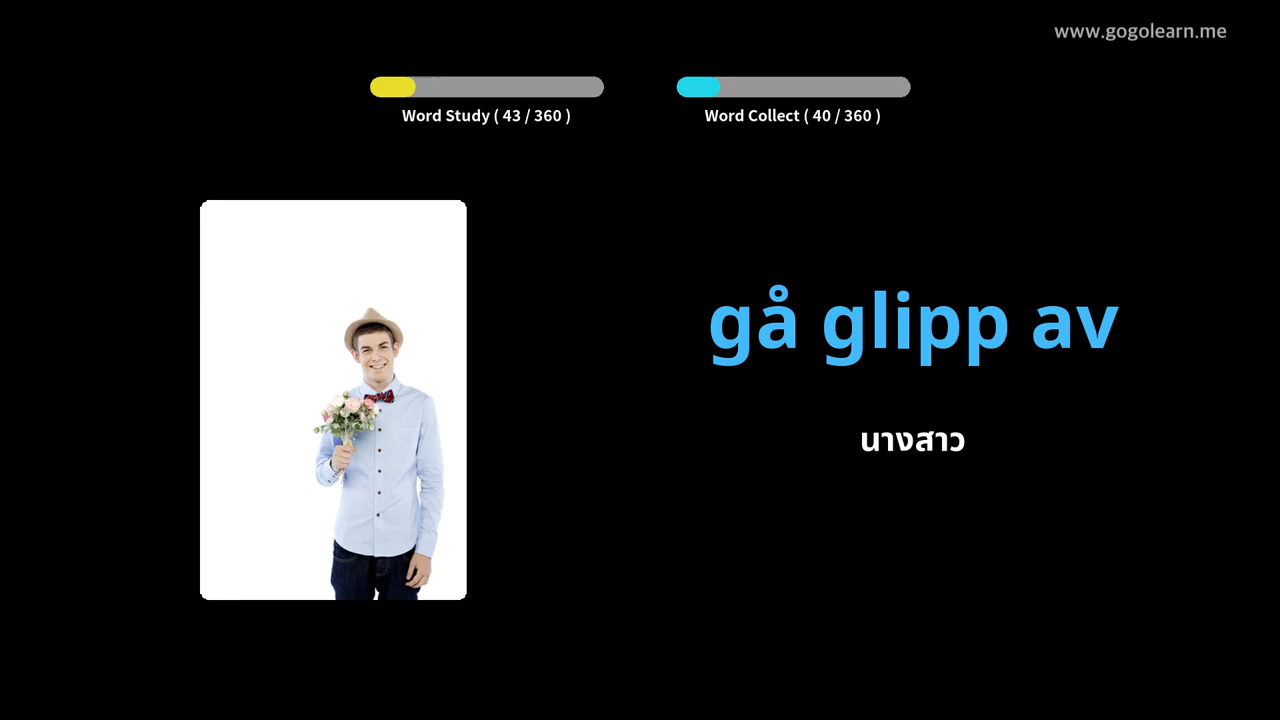 www.gogolearn.me
Word Study ( 43 / 360 )
Word Collect ( 40 / 360 )
gå glipp av
นางสาว